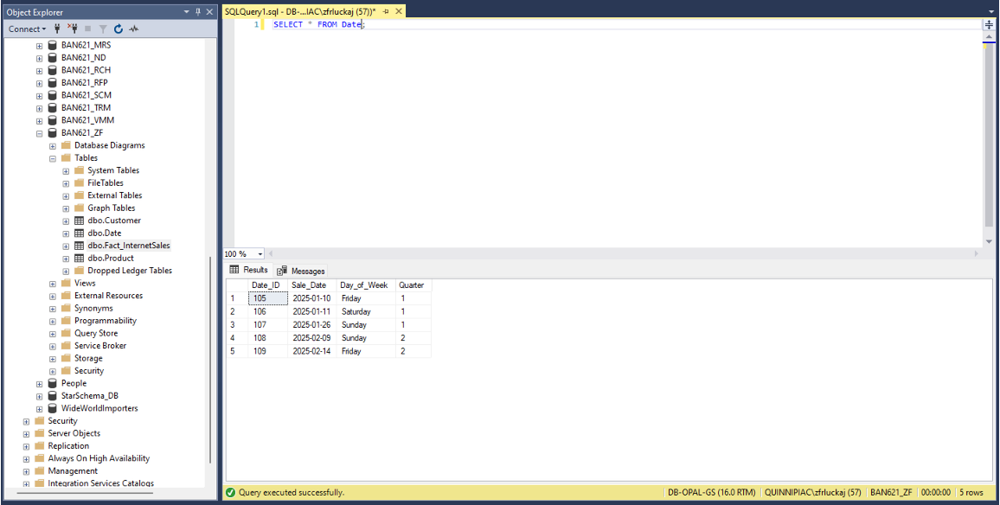 Object Explorer
Connect
BAN621_MRS
BAN621_ND
BAN621_RCH
BAN621_RFP
BAN621_SCM
BAN621_TRM
BAN621_VMM
BAN621_ZF
Database Diagrams
Tables
System Tables
FileTables
External Tables
Graph Tables
dbo.Customer
dbo.Date
dbo.Fact_InternetSales
dbo.Product
Dropped Ledger Tables
Views
External Resources
Synonyms
Programmability
Query Store
Service Broker
Storage
Security
People
StarSchema_DB
WideWorldImporters
Security
Server Objects
Replication
Always On High Availability
Management
Integration Services Catalogs
SQLQuery1.sql - DB-...IAC\zfrluckaj (57))*
1 SELECT * FROM Date;
100 %
Results Messages
Date_ID Sale_Date Day_of_Week Quarter
1 105 2025-01-10 Friday 1
2 106 2025-01-11 Saturday 1
3 107 2025-01-26 Sunday 1
4 108 2025-02-09 Sunday 2
5 109 2025-02-14 Friday 2
Query executed successfully. DB-OPAL-GS (16.0 RTM) QUINNIPIAC\zfrluckaj (57) BAN621_ZF 00:00:00 5 rows